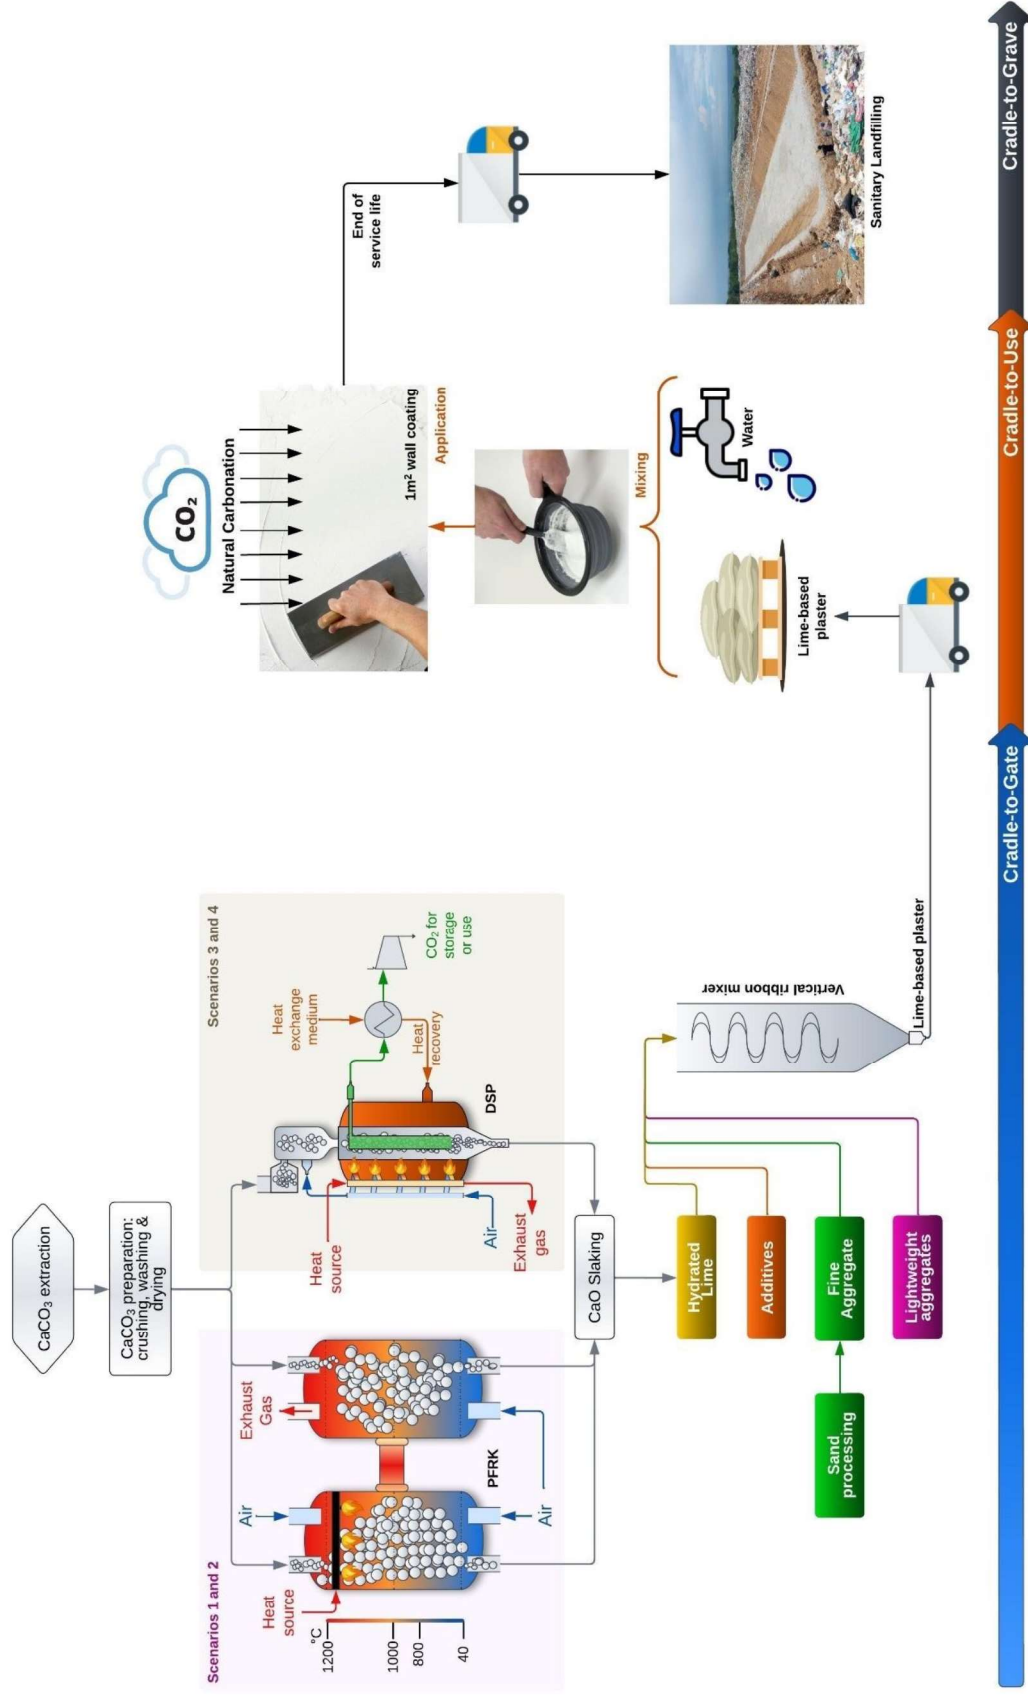 CaCO₃ extraction
CaCO₃ preparation:
crushing, washing &
drying
Scenarios 1 and 2
Heat
source
Air
Exhaust
Gas
°C
1200
1000
800
40
PFRK
Air
Scenarios 3 and 4
Heat
source
Air
Exhaust
gas
DSP
Heat
exchange
medium
Heat
recovery
CO₂ for
storage
or use
CaO Slaking
Hydrated
Lime
Additives
Sand
processing
Fine
Aggregate
Lightweight
aggregates
Vertical ribbon mixer
Lime-based plaster
Lime-based
plaster
Water
Mixing
Application
1m² wall coating
Natural Carbonation
CO₂
End of
service life
Sanitary Landfilling
Cradle-to-Gate
Cradle-to-Use
Cradle-to-Grave